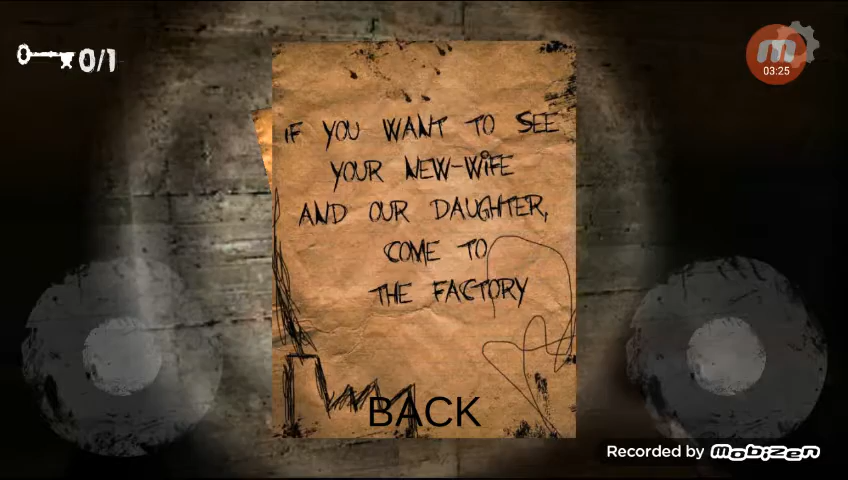 0/1
03:25
IF YOU WANT TO SEE
YOUR NEW-WiFE
AND OUR DAUGHTER,
COME TO
THE FACTORY
BACK
Recorded by mobizen